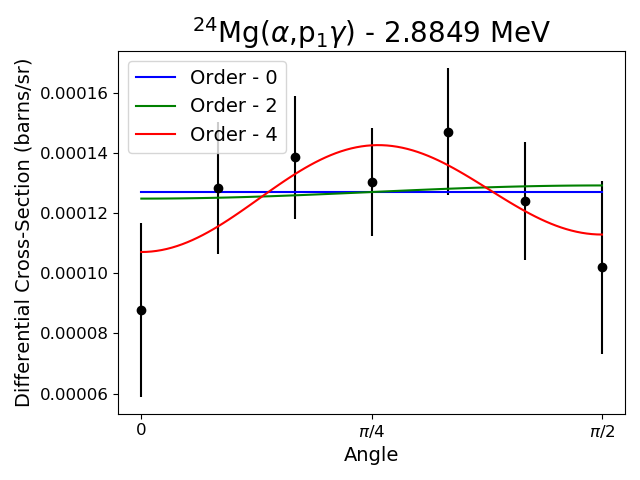 ²⁴Mg(α,p₁γ) - 2.8849 MeV
Order - 0
Order - 2
Order - 4
Differential Cross-Section (barns/sr)
0.00016
0.00014
0.00012
0.00010
0.00008
0.00006
0 π/4 π/2
Angle